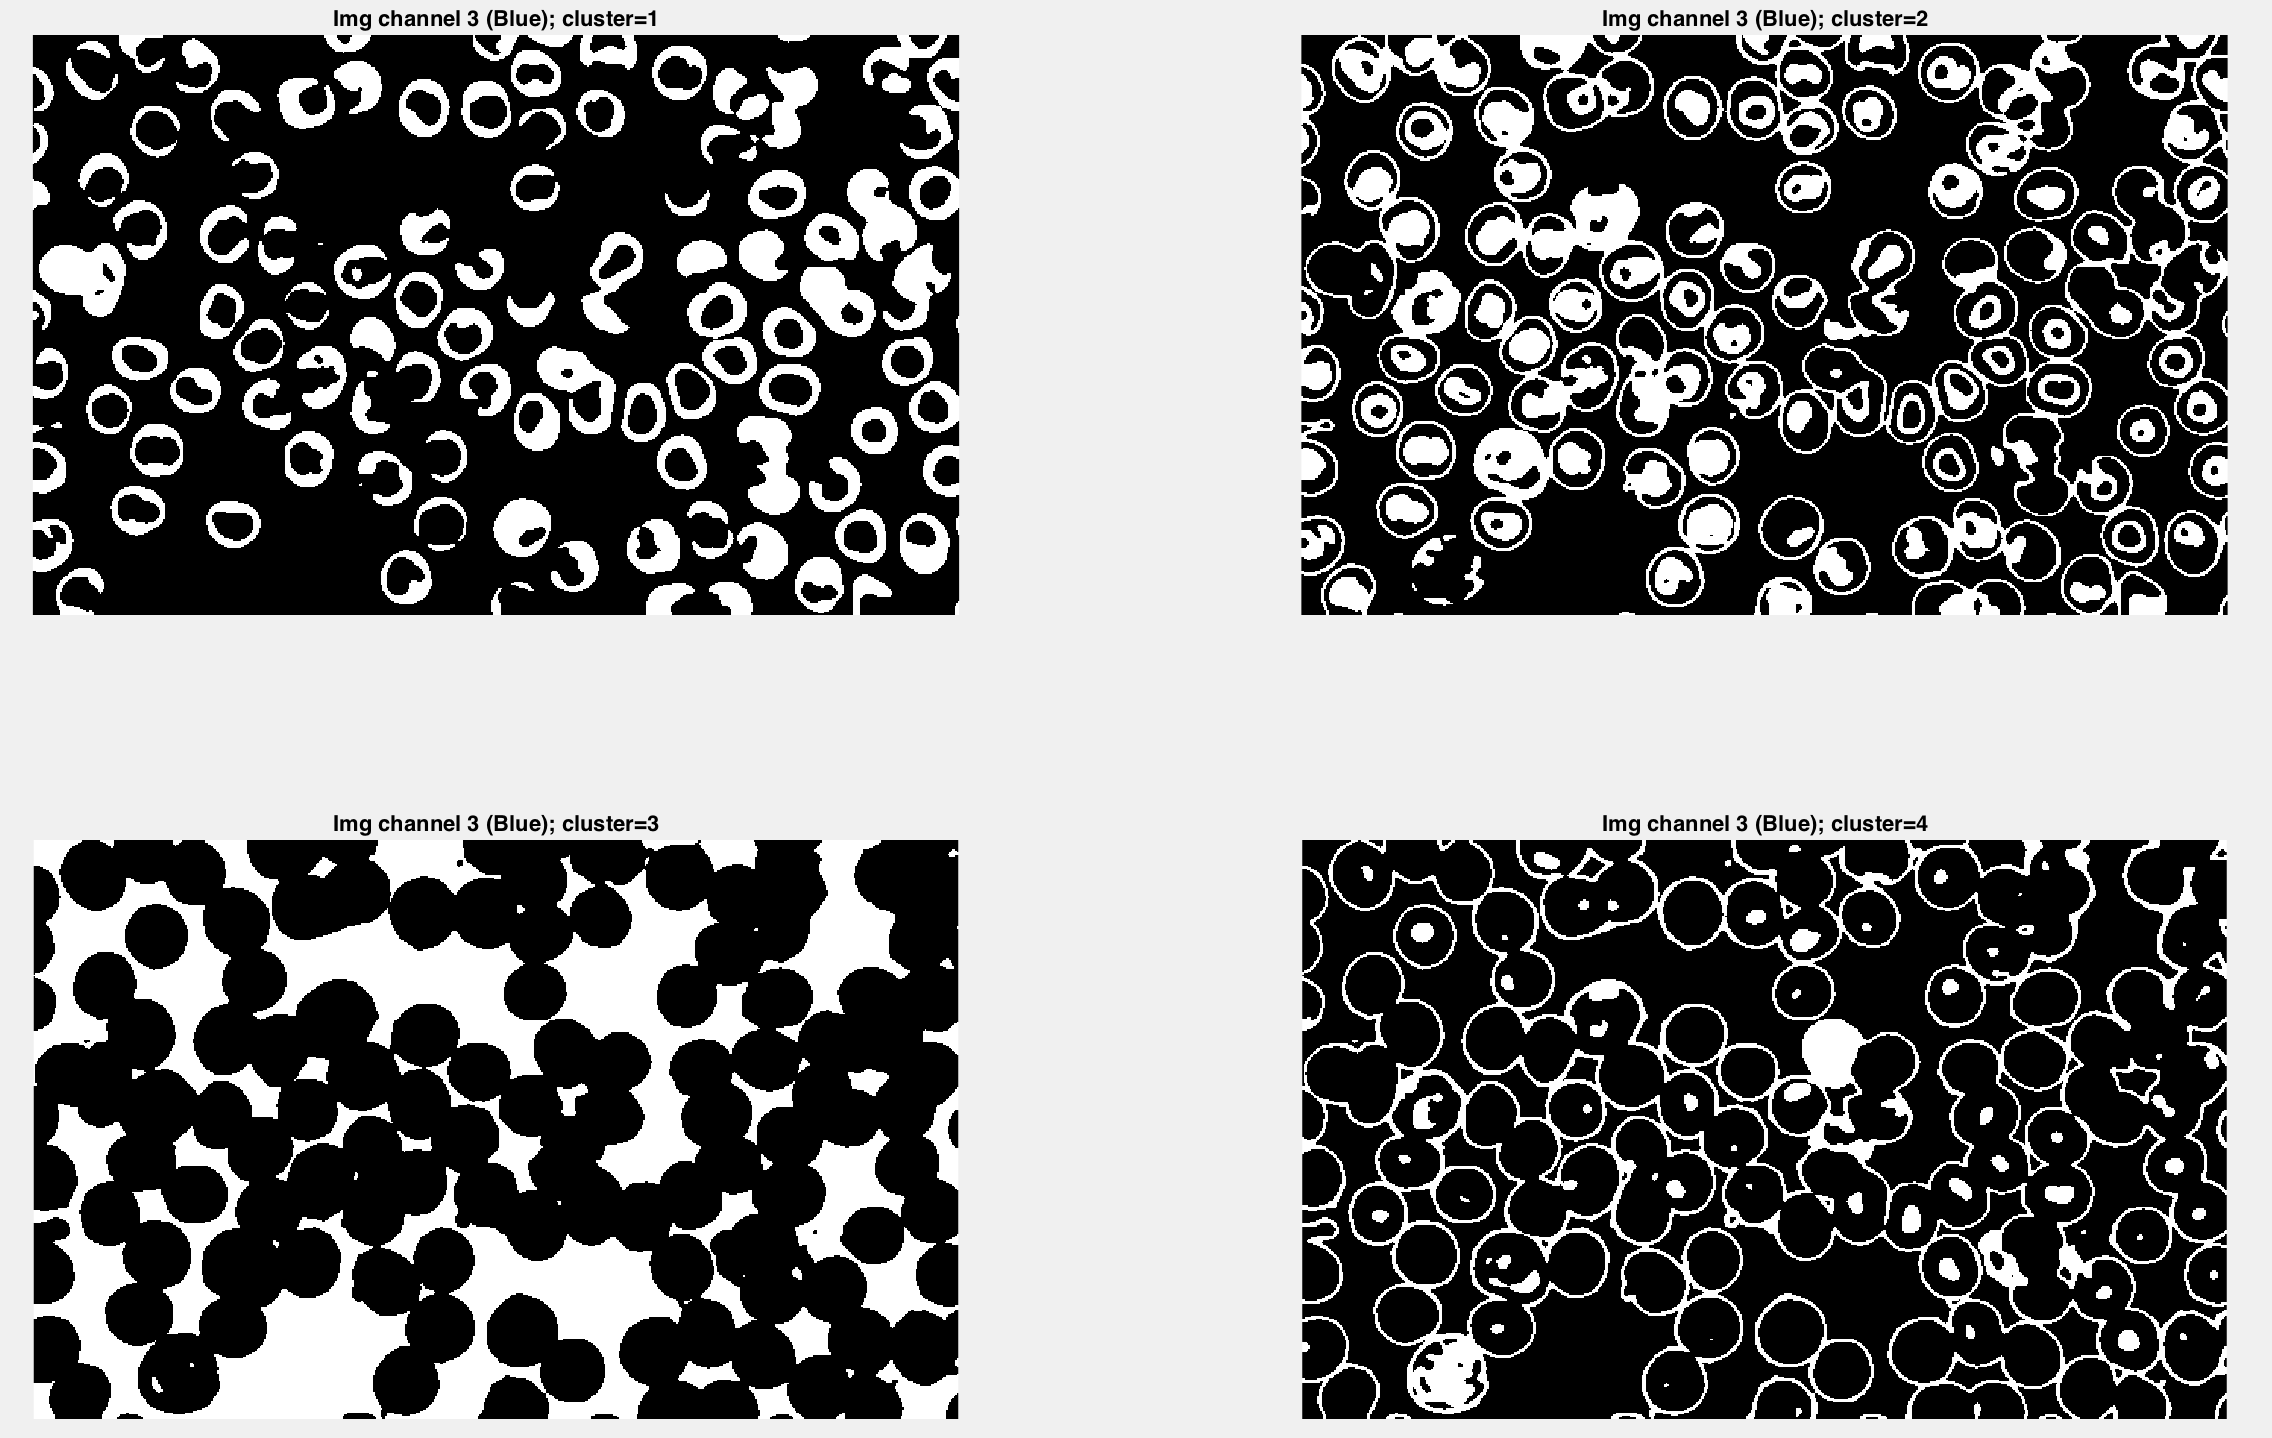 Img channel 3 (Blue); cluster=1
Img channel 3 (Blue); cluster=2
Img channel 3 (Blue); cluster=3
Img channel 3 (Blue); cluster=4